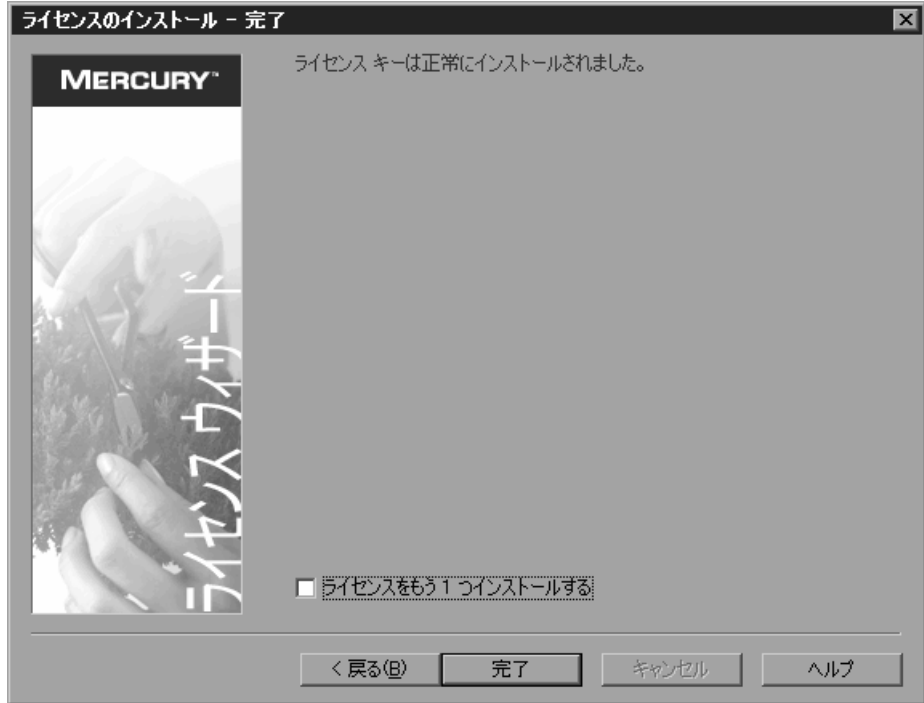 ライセンスのインストール - 完了
MERCURY™
ライセンス キーは正常にインストールされました。
ライセンス ウィザード
ライセンスをもう 1 つインストールする
< 戻る(B)
完了
キャンセル
ヘルプ